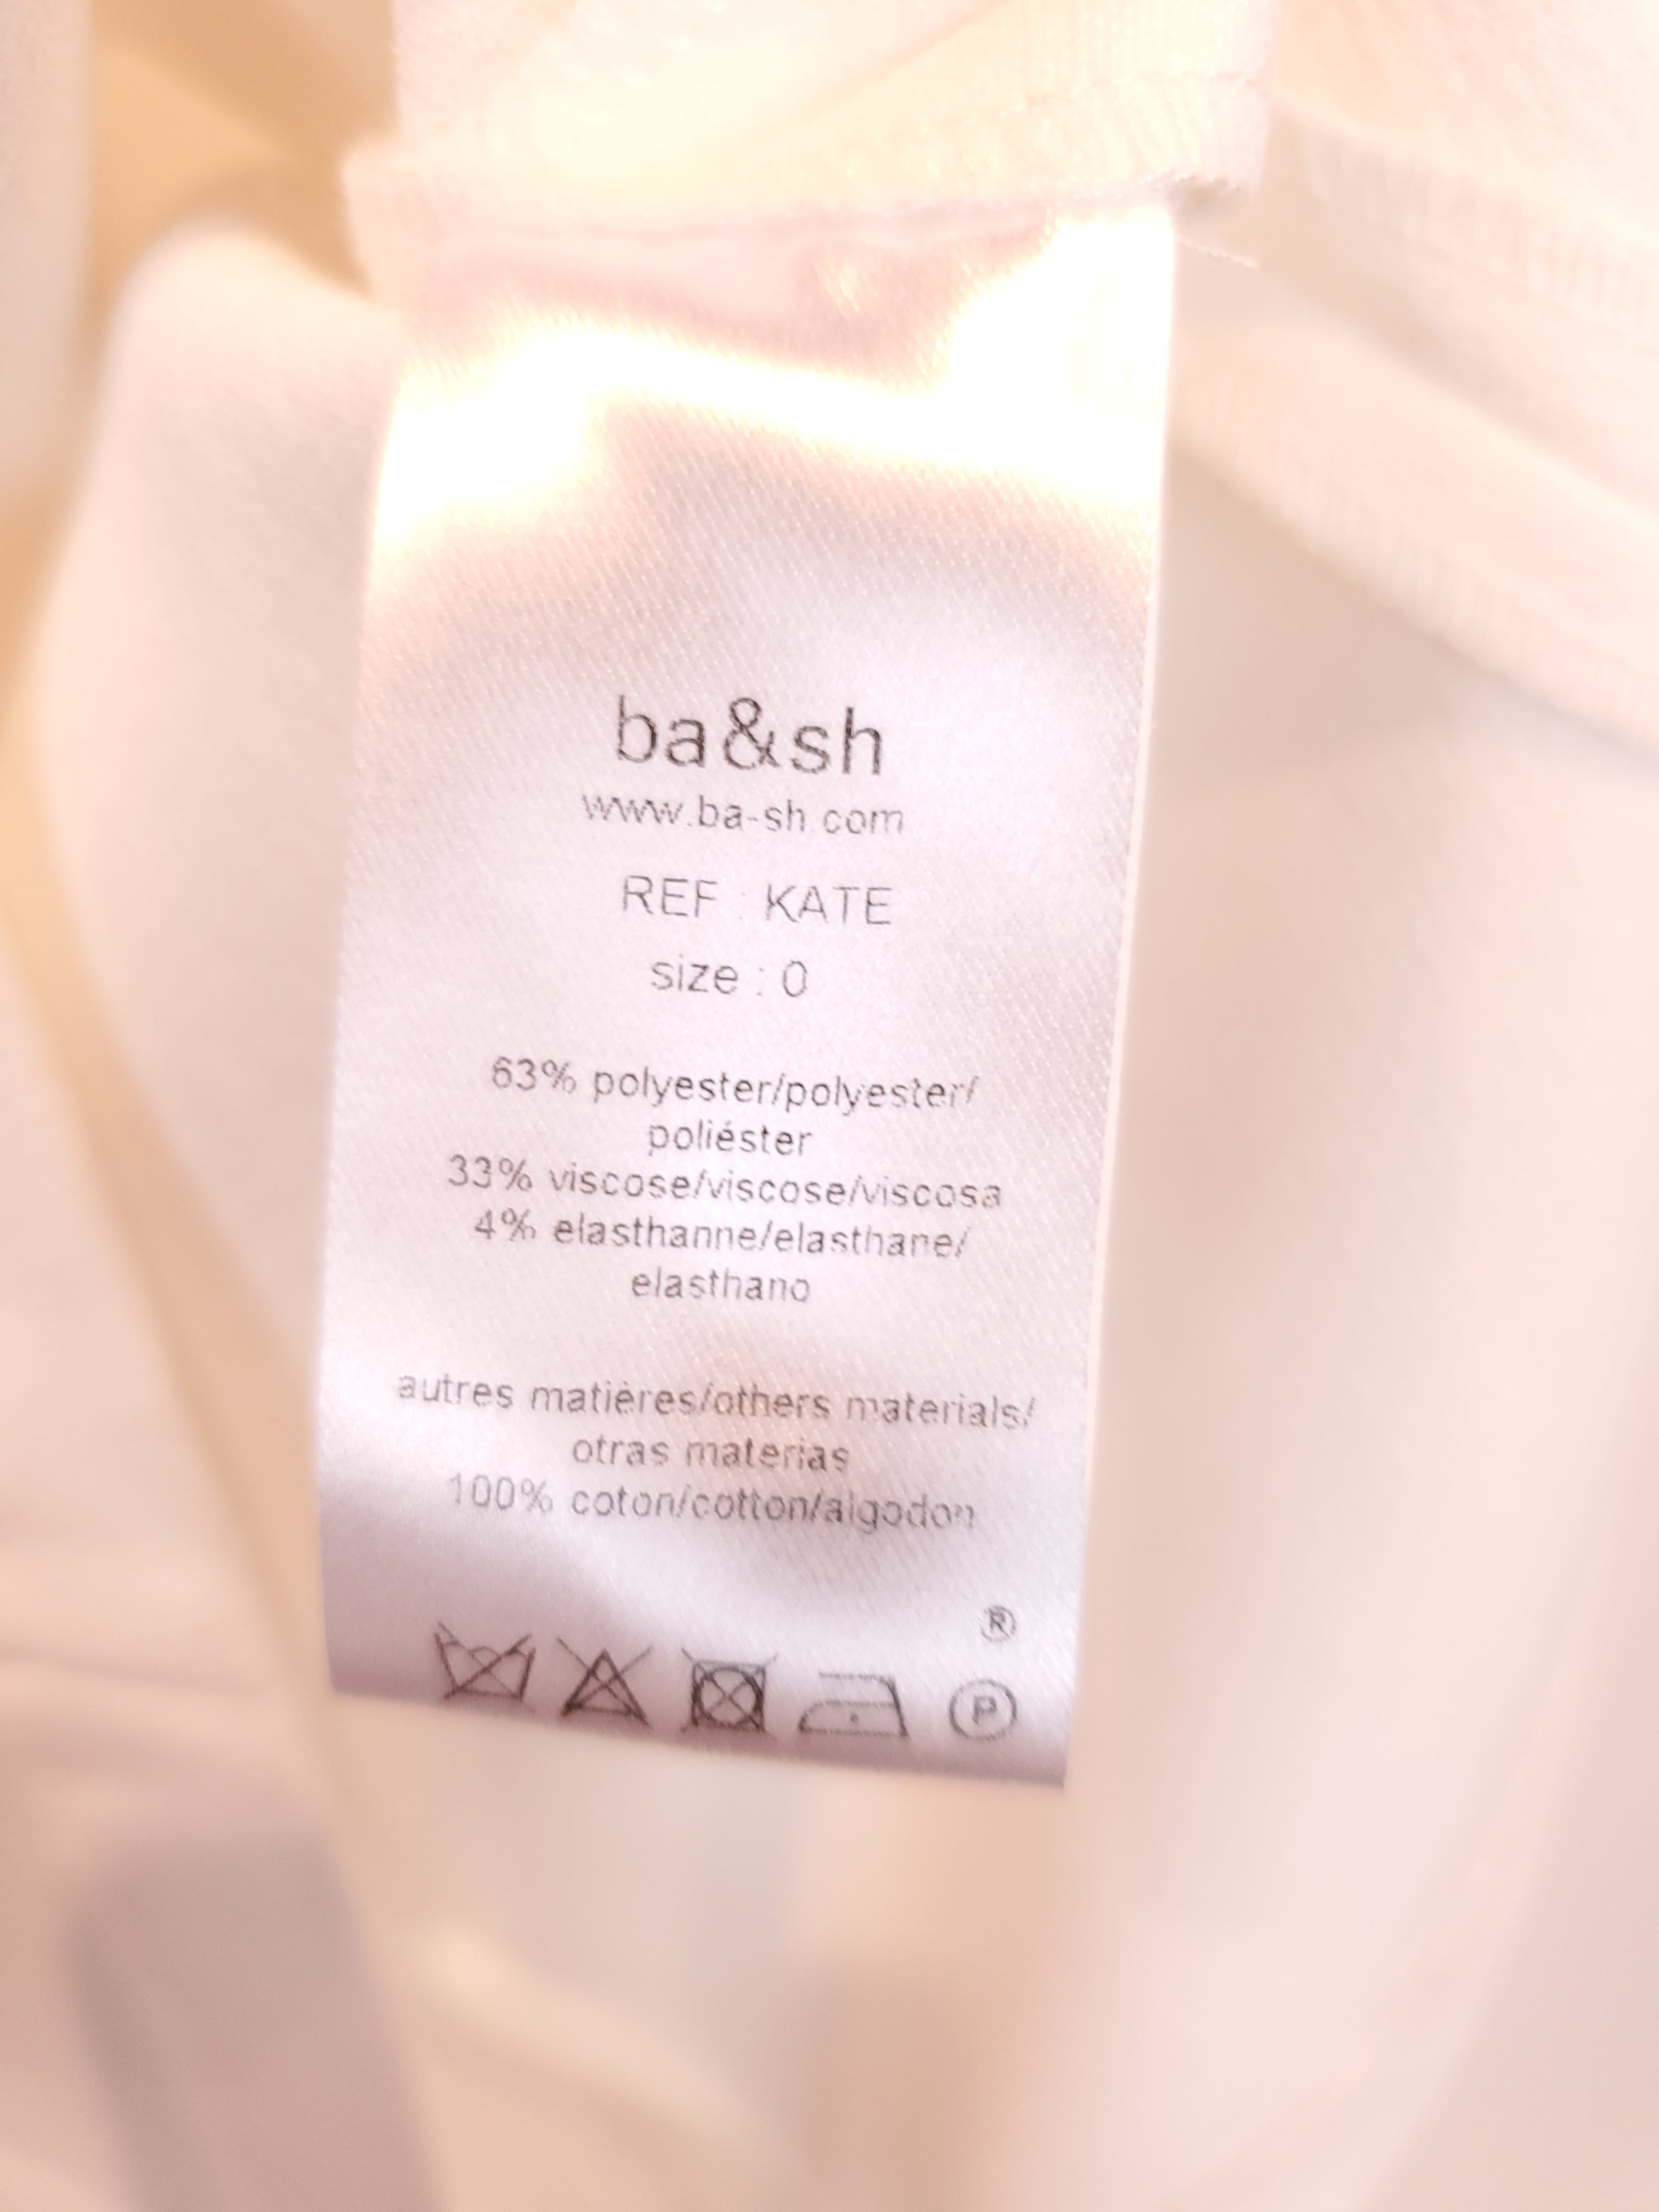 ba&sh
www.ba-sh.com
REF : KATE
size : 0
63% polyester/polyester/
poliéster
33% viscose/viscose/viscosa
4% elasthanne/elasthane/
elasthano
autres matières/others materials/
otras materias
100% coton/cotton/algodon
®
P